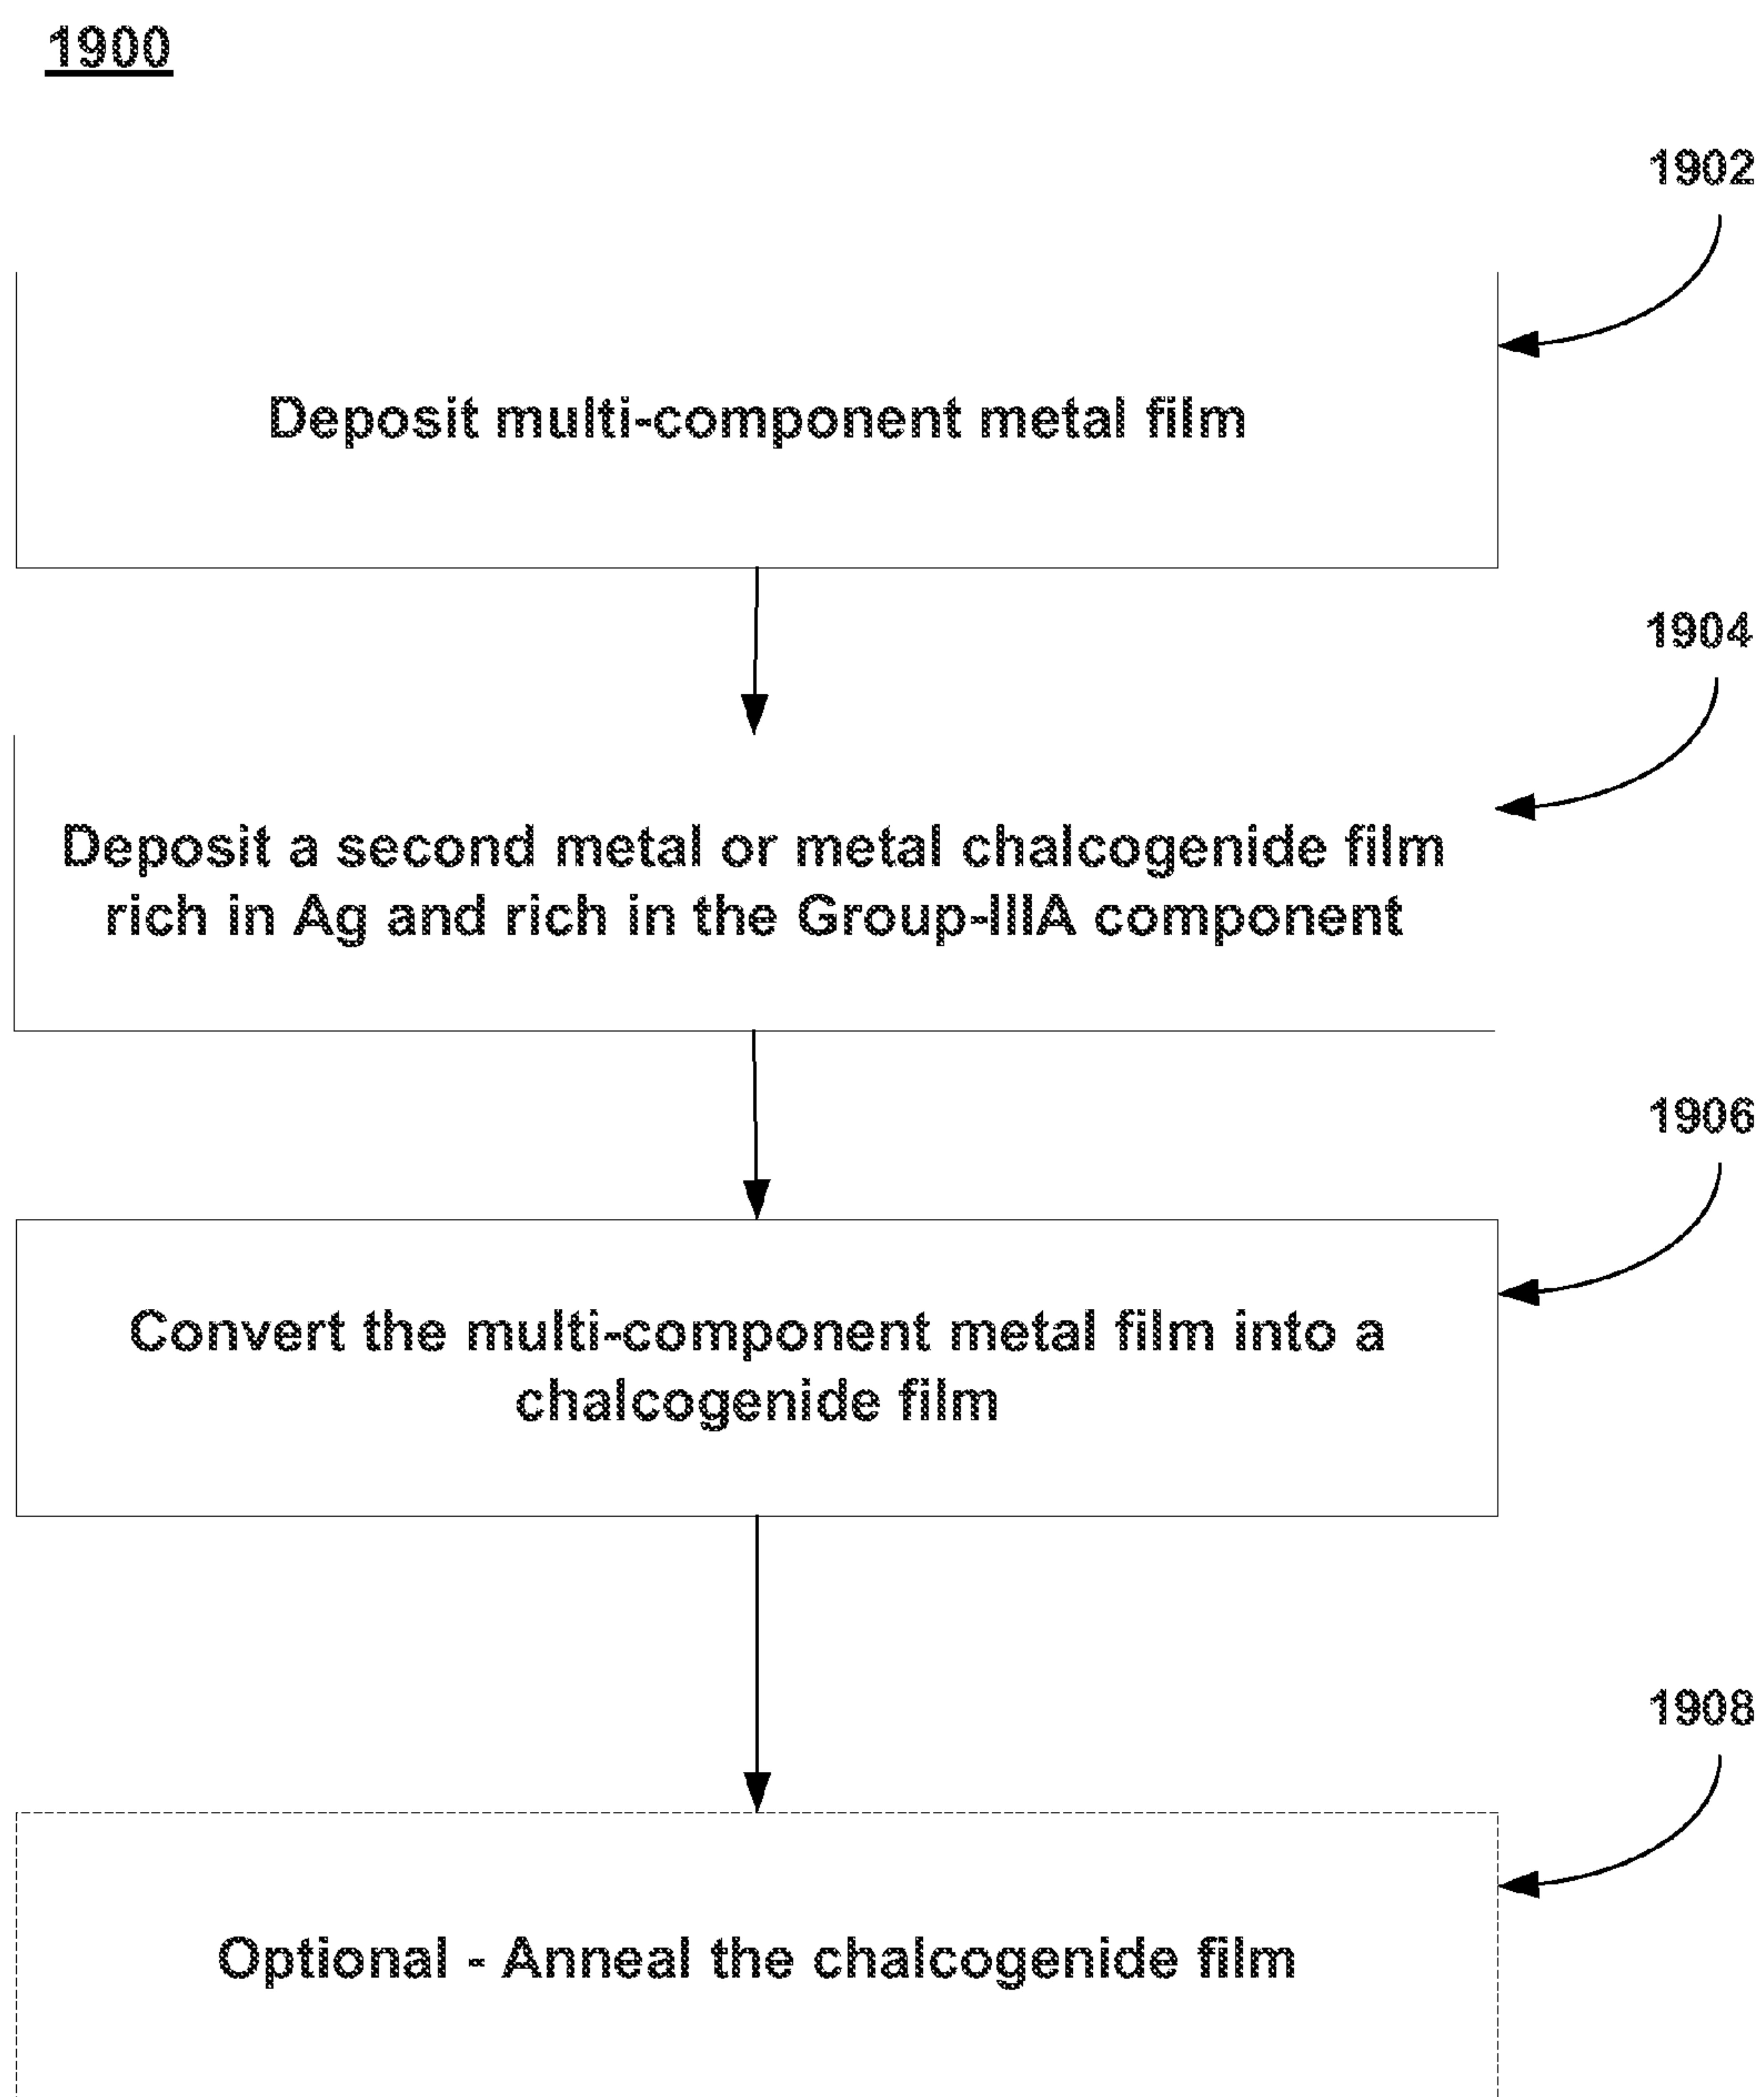 1900
1902
Deposit multi-component metal film
1904
Deposit a second metal or metal chalcogenide film
rich in Ag and rich in the Group-IIIA component
1906
Convert the multi-component metal film into a
chalcogenide film
1908
Optional - Anneal the chalcogenide film